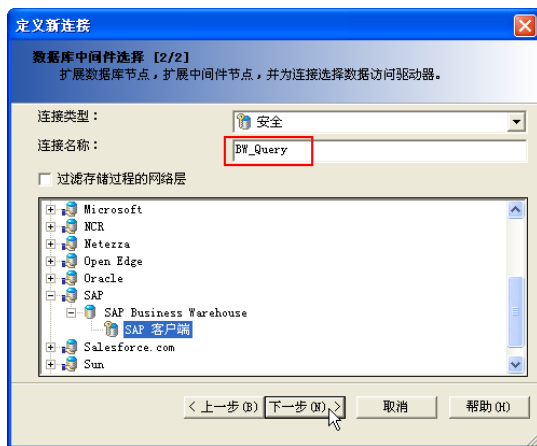 定义新连接
数据库中间件选择 [2/2]
扩展数据库节点，扩展中间件节点，并为连接选择数据访问驱动器。
连接类型：
安全
连接名称：
BW_Query
过滤存储过程的网络层
Microsoft
NCR
Netezza
Open Edge
Oracle
SAP
SAP Business Warehouse
SAP 客户端
Salesforce.com
Sun
< 上一步(B) 下一步(N) > 取消 帮助(H)